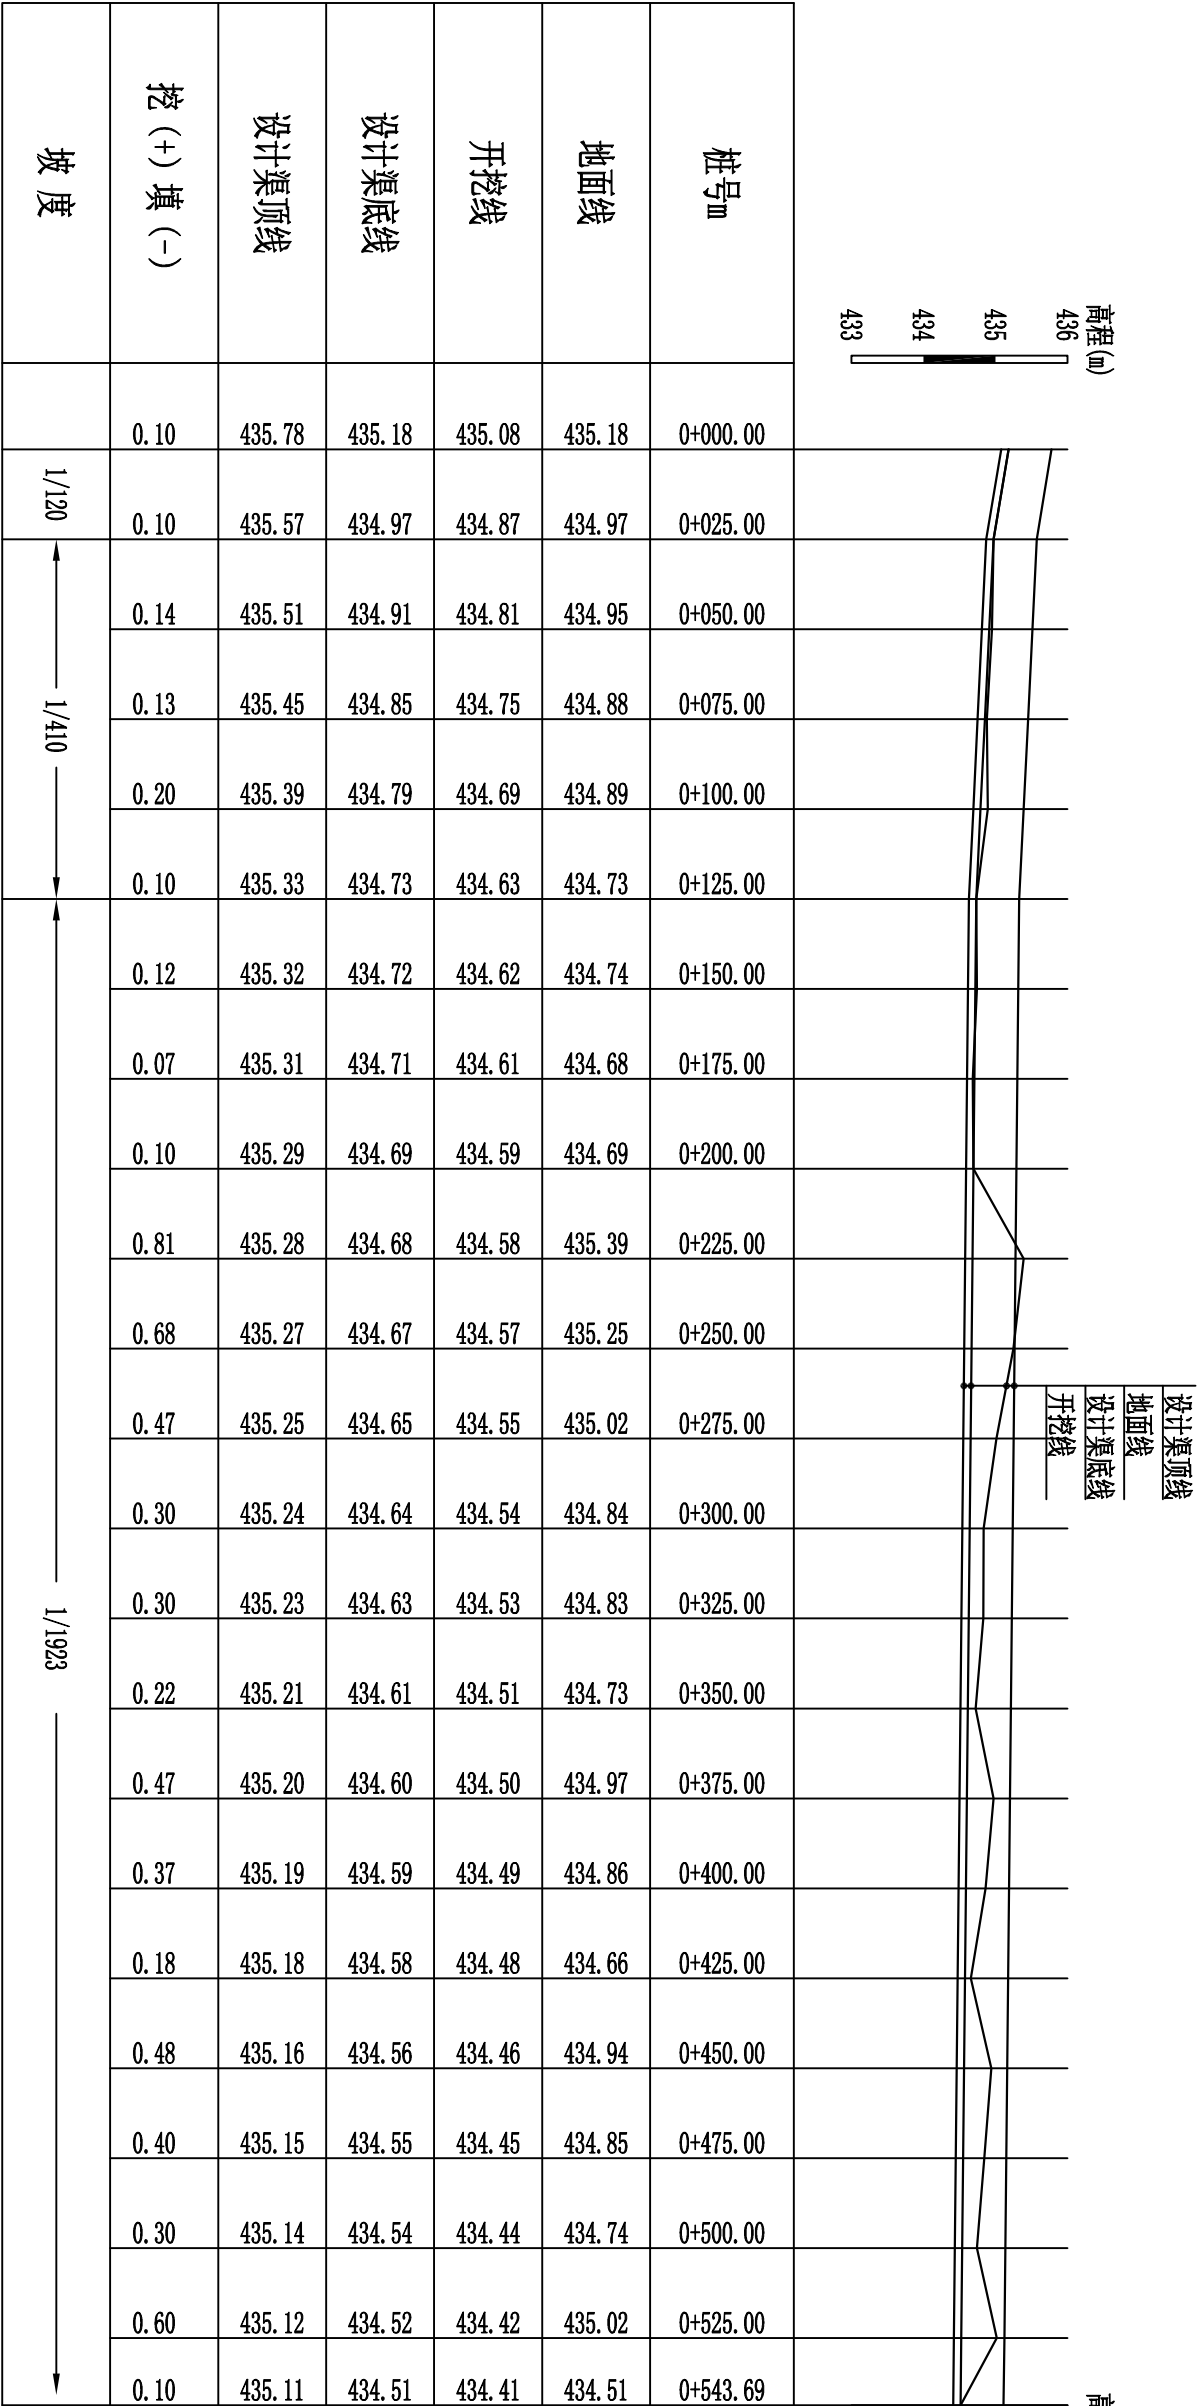 高程(m)
436
435
434
433
设计渠顶线
地面线
设计渠底线
开挖线
桩号m 0+000.00 0+025.00 0+050.00 0+075.00 0+100.00 0+125.00 0+150.00 0+175.00 0+200.00 0+225.00 0+250.00 0+275.00 0+300.00 0+325.00 0+350.00 0+375.00 0+400.00 0+425.00 0+450.00 0+475.00 0+500.00 0+525.00 0+543.69
地面线 435.18 434.97 434.95 434.88 434.89 434.73 434.74 434.68 434.69 435.39 435.25 435.02 434.84 434.83 434.73 434.97 434.86 434.66 434.94 434.85 434.74 435.02 434.51
开挖线 435.08 434.87 434.81 434.75 434.69 434.63 434.62 434.61 434.59 434.58 434.57 434.55 434.54 434.53 434.51 434.50 434.49 434.48 434.46 434.45 434.44 434.42 434.41
设计渠底线 435.18 434.97 434.91 434.85 434.79 434.73 434.72 434.71 434.69 434.68 434.67 434.65 434.64 434.63 434.61 434.60 434.59 434.58 434.56 434.55 434.54 434.52 434.51
设计渠顶线 435.78 435.57 435.51 435.45 435.39 435.33 435.32 435.31 435.29 435.28 435.27 435.25 435.24 435.23 435.21 435.20 435.19 435.18 435.16 435.15 435.14 435.12 435.11
挖(+)填(-) 0.10 0.10 0.14 0.13 0.20 0.10 0.12 0.07 0.10 0.81 0.68 0.47 0.30 0.30 0.22 0.47 0.37 0.18 0.48 0.40 0.30 0.60 0.10
坡 度 1/120 1/410 1/1923